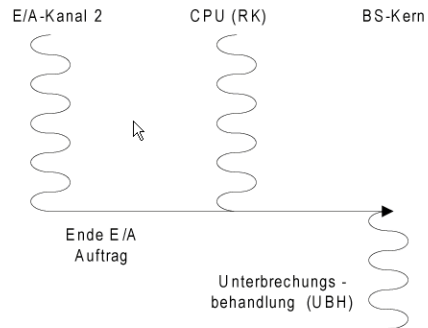 E/A-Kanal 2
CPU (RK)
BS-Kern
Ende E/A
Auftrag
Unterbrechungs -
behandlung (UBH)